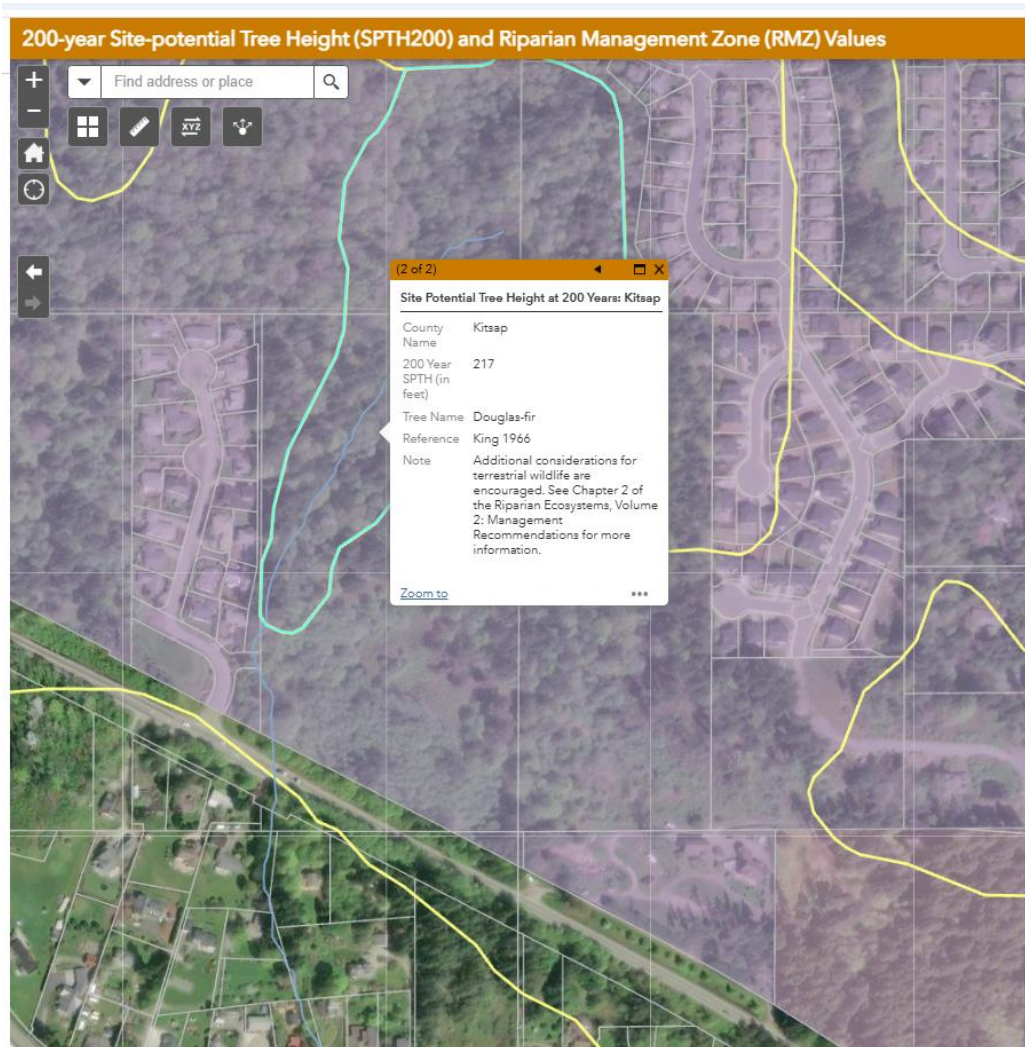 200-year Site-potential Tree Height (SPTH200) and Riparian Management Zone (RMZ) Values
+
Find address or place
−
XYZ
(2 of 2)
X
Site Potential Tree Height at 200 Years: Kitsap
County Name
Kitsap
200 Year SPTH (in feet)
217
Tree Name
Douglas-fir
Reference
King 1966
Note
Additional considerations for
terrestrial wildlife are
encouraged. See Chapter 2 of
the Riparian Ecosystems, Volume
2: Management
Recommendations for more
information.
Zoom to
•••